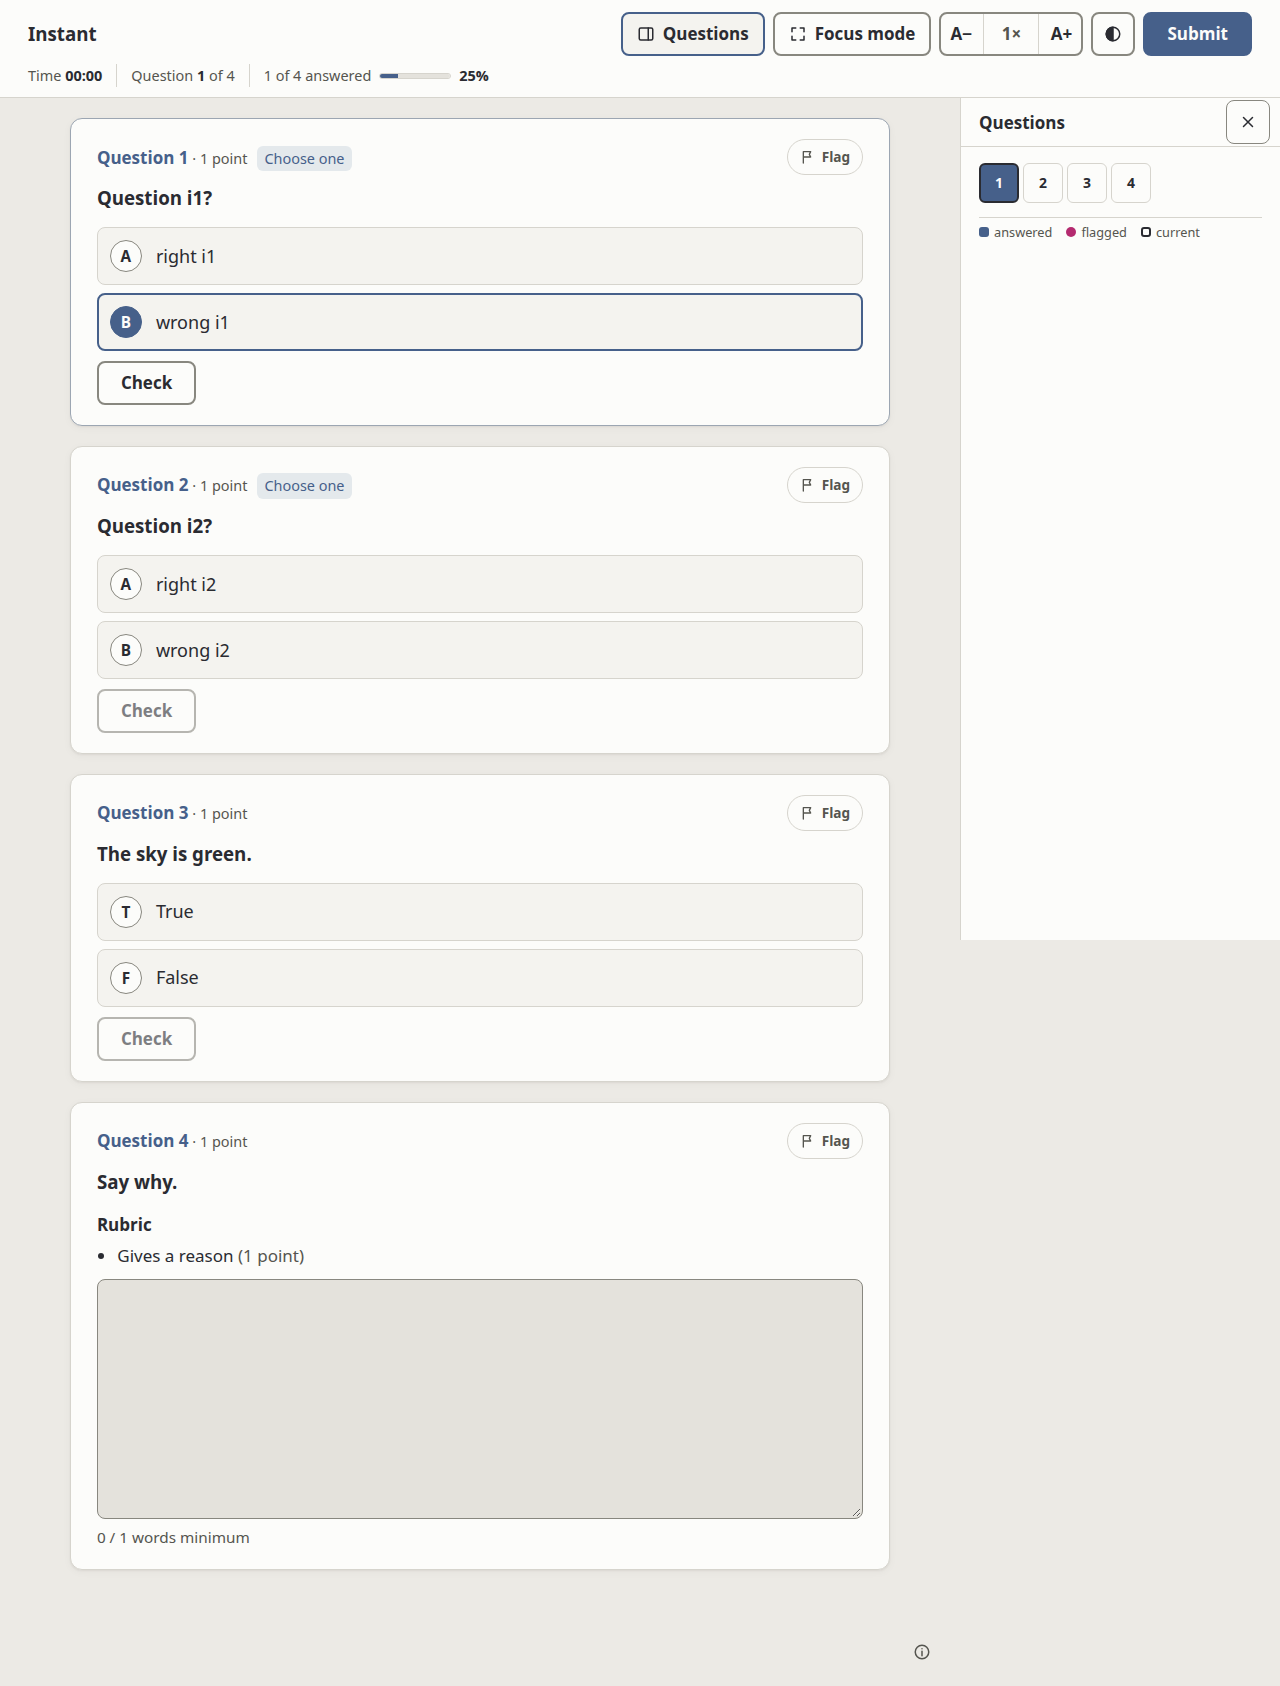 Instant
Questions
Focus mode
A−
1×
A+
Submit
Time 00:00
Question 1 of 4
1 of 4 answered
25%
Question 1 · 1 point
Choose one
Flag
Question i1?
A right i1
B wrong i1
Check
Question 2 · 1 point
Choose one
Flag
Question i2?
A right i2
B wrong i2
Check
Question 3 · 1 point
Flag
The sky is green.
T True
F False
Check
Question 4 · 1 point
Flag
Say why.
Rubric
• Gives a reason (1 point)
0 / 1 words minimum
Questions
1 2 3 4
answered
flagged
current